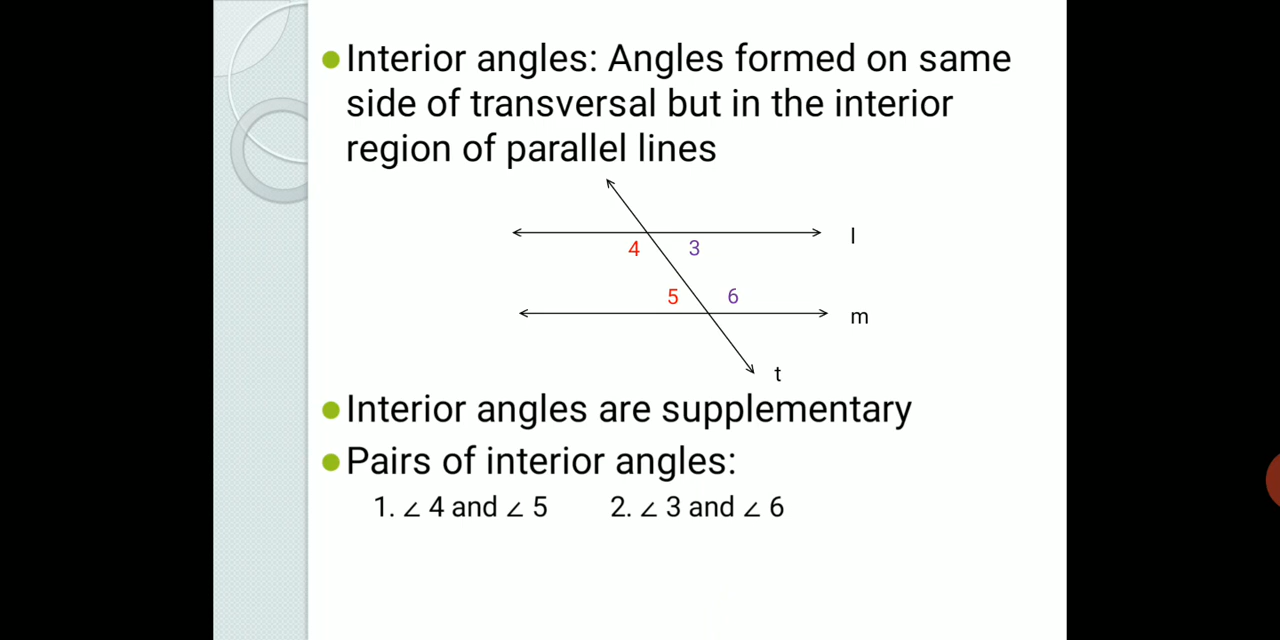 Interior angles: Angles formed on same
side of transversal but in the interior
region of parallel lines
l
4 3
5 6
m
t
Interior angles are supplementary
Pairs of interior angles:
1. ∠ 4 and ∠ 5 2. ∠ 3 and ∠ 6